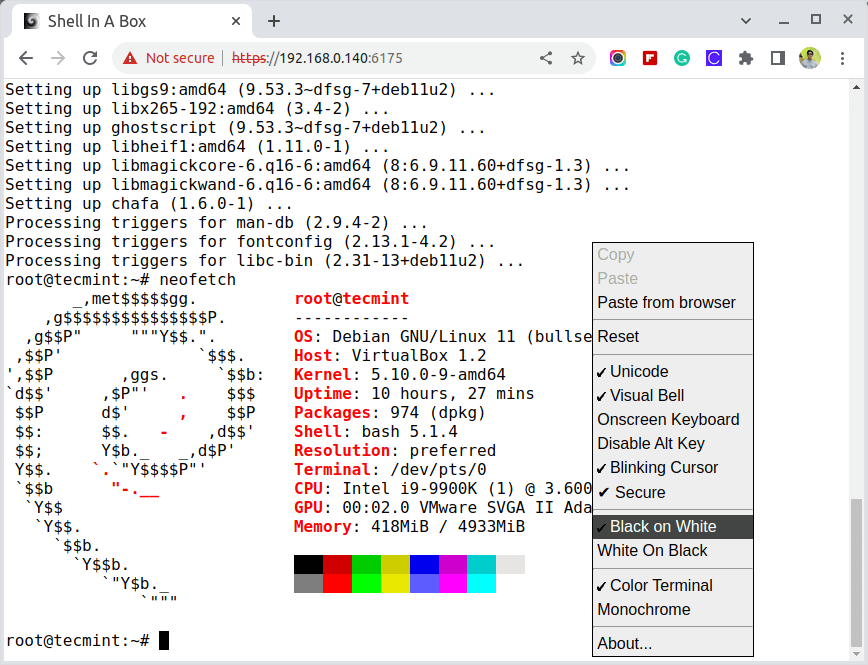 Shell In A Box
Not secure | https://192.168.0.140:6175
Setting up libgs9:amd64 (9.53.3~dfsg-7+deb11u2) ...
Setting up libx265-192:amd64 (3.4-2) ...
Setting up ghostscript (9.53.3~dfsg-7+deb11u2) ...
Setting up libheif1:amd64 (1.11.0-1) ...
Setting up libmagickcore-6.q16-6:amd64 (8:6.9.11.60+dfsg-1.3) ...
Setting up libmagickwand-6.q16-6:amd64 (8:6.9.11.60+dfsg-1.3) ...
Setting up chafa (1.6.0-1) ...
Processing triggers for man-db (2.9.4-2) ...
Processing triggers for fontconfig (2.13.1-4.2) ...
Processing triggers for libc-bin (2.31-13+deb11u2) ...
root@tecmint:~# neofetch
       _,met$$$$$gg.          root@tecmint
    ,g$$$$$$$$$$$$$$$P.       ------------
  ,g$$P"     """Y$$.".        OS: Debian GNU/Linux 11 (bullse
 ,$$P'              `$$$.     Host: VirtualBox 1.2
',$$P       ,ggs.     `$$b:   Kernel: 5.10.0-9-amd64
`d$$'     ,$P"'   .    $$$    Uptime: 10 hours, 27 mins
 $$P      d$'     ,    $$P    Packages: 974 (dpkg)
 $$:      $$.   -    ,d$$'    Shell: bash 5.1.4
 $$;      Y$b._   _,d$P'      Resolution: preferred
 Y$$.    `.`"Y$$$$P"'         Terminal: /dev/pts/0
 `$$b      "-.__              CPU: Intel i9-9900K (1) @ 3.600
  `Y$$                        GPU: 00:02.0 VMware SVGA II Ada
   `Y$$.                      Memory: 418MiB / 4933MiB
     `$$b.
       `Y$$b.
          `"Y$b._
              `"""
root@tecmint:~#
Copy
Paste
Paste from browser
Reset
✔ Unicode
✔ Visual Bell
Onscreen Keyboard
Disable Alt Key
✔ Blinking Cursor
✔ Secure
✔ Black on White
White On Black
✔ Color Terminal
Monochrome
About...